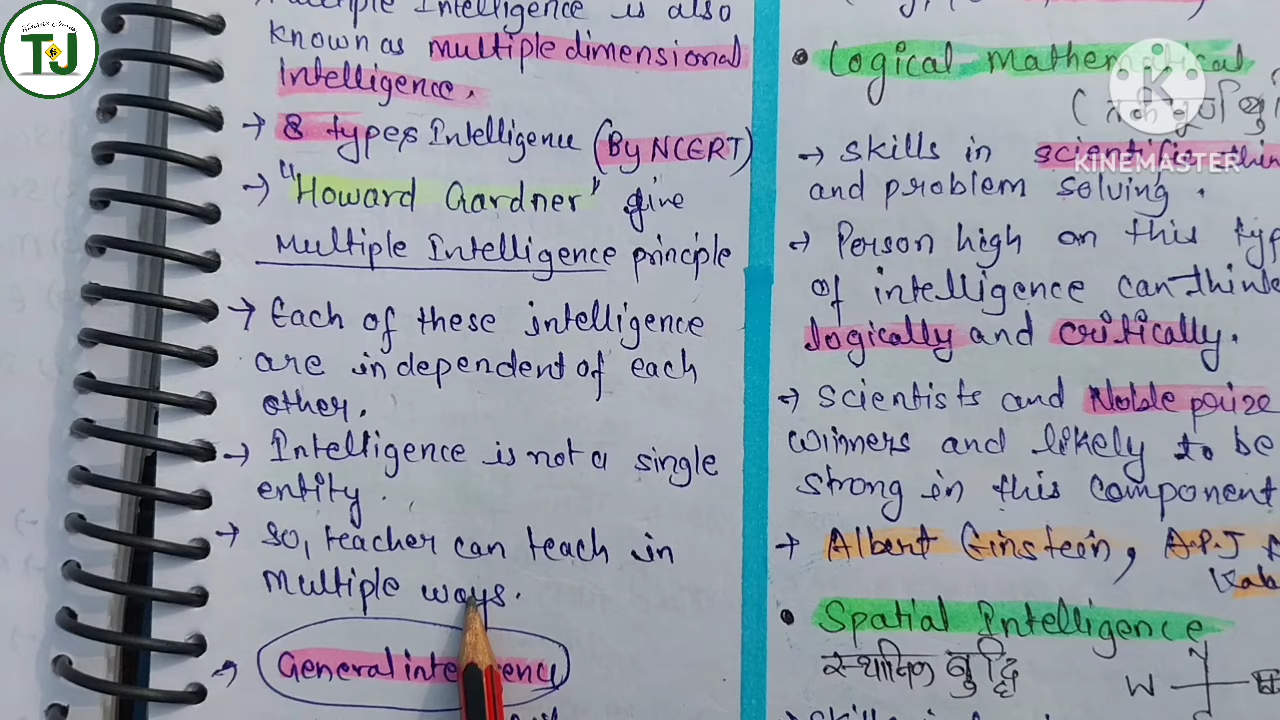 TJ
Multiple Intelligence is also
known as multiple dimensional
Intelligence.
→ 8 types Intelligence (By NCERT)
→ "Howard Gardner" give
Multiple Intelligence principle
→ Each of these intelligence
are independent of each
other.
→ Intelligence is not a single
entity.
→ So, teacher can teach in
multiple ways.
→ General
• Logical Mathematical
→ skills in scientific
and problem solving.
→ Person high on this
of intelligence can
logically and critically.
→ Scientists and Noble prize
winners and likely to be
strong in this component
→ Albert Einstein, A.P.J
• Spatial Intelligence
स्थानिक बुद्धि
N
W
K
KINEMASTER